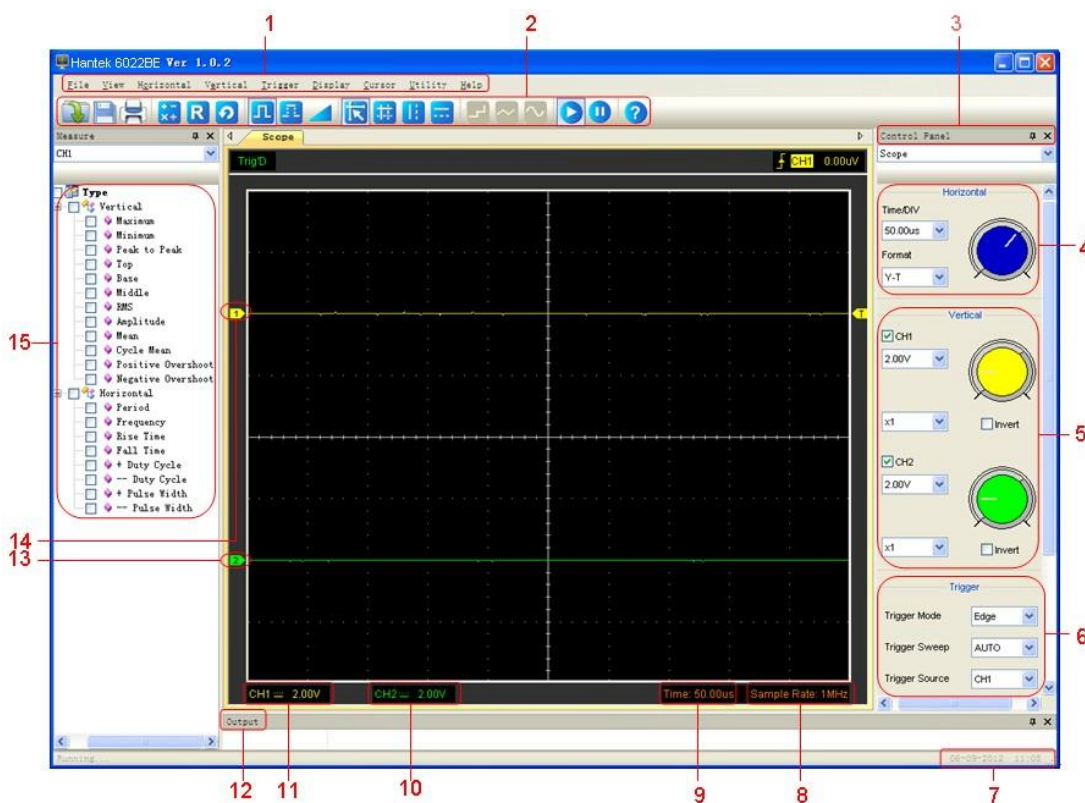 1
2
3
Hantek 6022BE Ver 1.0.2
File View Horizontal Vertical Trigger Display Cursor Utility Help
R
?
Measure
Scope
Control Panel
CH1
Trig'D
CH1 0.00uV
Scope
Type
Vertical
Maximum
Minimum
Peak to Peak
Top
Base
Middle
RMS
Amplitude
Mean
Cycle Mean
Positive Overshoot
Negative Overshoot
Horizontal
Period
Frequency
Rise Time
Fall Time
+ Duty Cycle
-- Duty Cycle
+ Pulse Width
-- Pulse Width
15
14
13
1
T
2
Horizontal
Time/DIV
50.00us
Format
Y-T
4
Vertical
CH1
2.00V
x1
Invert
5
CH2
2.00V
x1
Invert
Trigger
Trigger Mode Edge
Trigger Sweep AUTO
Trigger Source CH1
6
CH1 2.00V
CH2 2.00V
Time: 50.00us
Sample Rate: 1MHz
Output
Running
06-09-2012 11:05
12
11
10
9
8
7